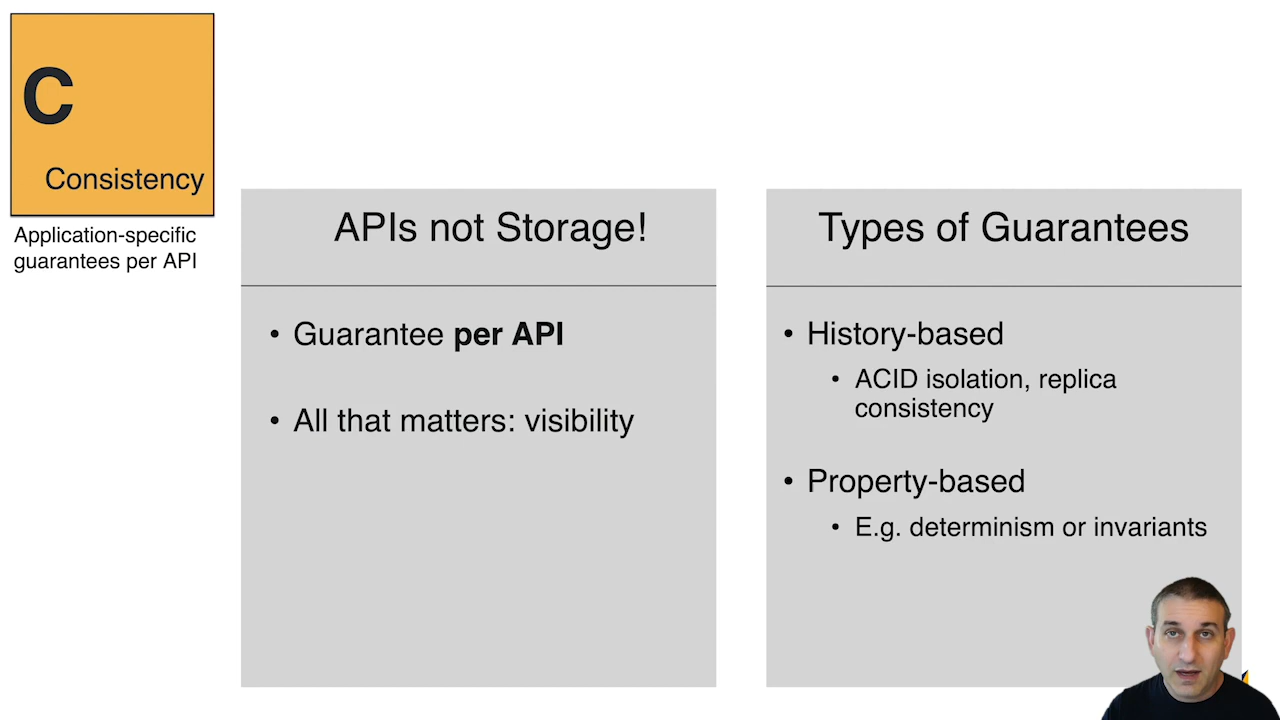 C
Consistency
Application-specific
guarantees per API
APIs not Storage!
• Guarantee per API
• All that matters: visibility
Types of Guarantees
• History-based
• ACID isolation, replica
consistency
• Property-based
• E.g. determinism or invariants